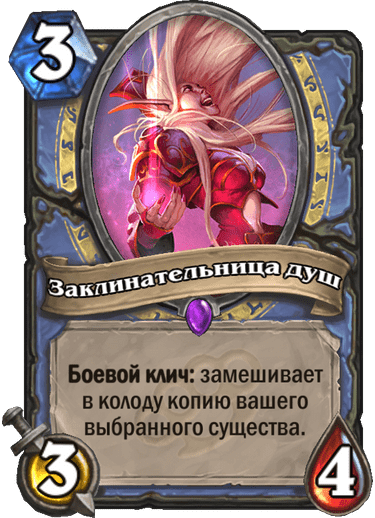 3
Заклинательница душ
Боевой клич: замешивает
в колоду копию вашего
выбранного существа.
3
4